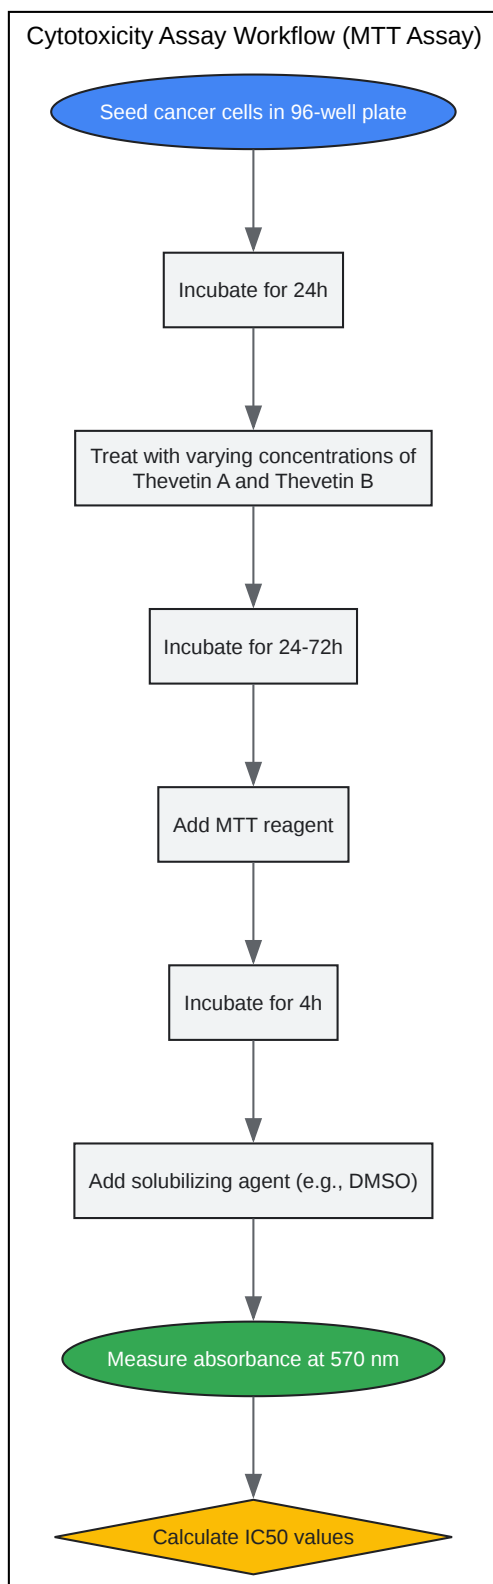 Cytotoxicity Assay Workflow (MTT Assay)
Seed cancer cells in 96-well plate
Incubate for 24h
Treat with varying concentrations of
Thevetin A and Thevetin B
Incubate for 24-72h
Add MTT reagent
Incubate for 4h
Add solubilizing agent (e.g., DMSO)
Measure absorbance at 570 nm
Calculate IC50 values